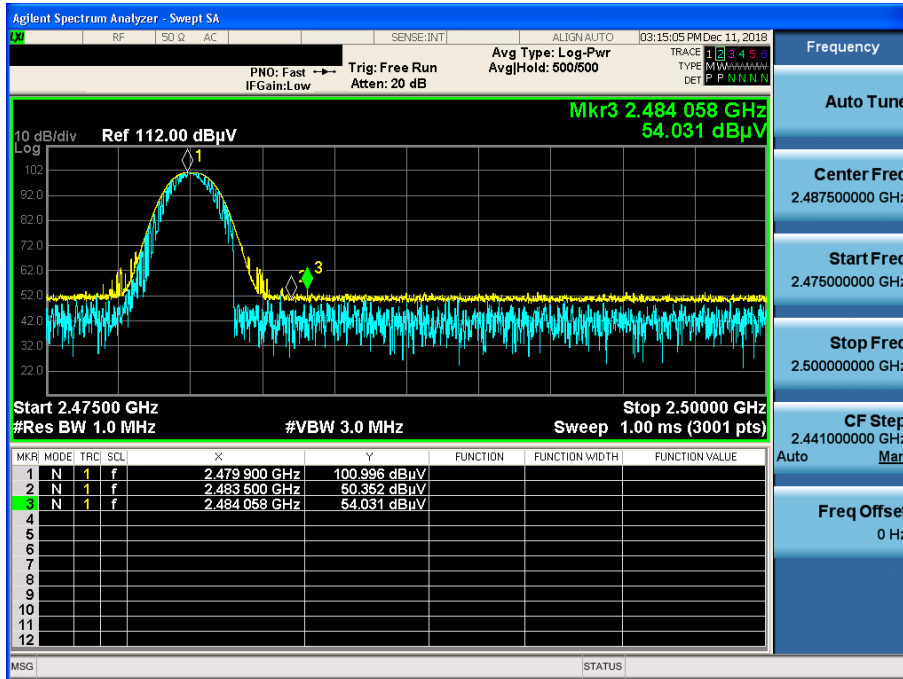 Agilent Spectrum Analyzer - Swept SA
LXI RF 50 Ω AC SENSE:INT ALIGN AUTO 03:15:05 PM Dec 11, 2018
PNO: Fast Trig: Free Run Avg Type: Log-Pwr TRACE 1 2 3 4 5 6
IFGain:Low Atten: 20 dB Avg|Hold: 500/500 TYPE M W
DET P P N N N N
Mkr3 2.484 058 GHz
54.031 dBµV
10 dB/div Ref 112.00 dBµV
Log
102
92.0
82.0
72.0
62.0
52.0
42.0
32.0
22.0
1
2
3
Start 2.47500 GHz Stop 2.50000 GHz
#Res BW 1.0 MHz #VBW 3.0 MHz Sweep 1.00 ms (3001 pts)
MKR MODE TRC SCL X Y FUNCTION FUNCTION WIDTH FUNCTION VALUE
1 N 1 f 2.479 900 GHz 100.996 dBµV
2 N 1 f 2.483 500 GHz 50.352 dBµV
3 N 1 f 2.484 058 GHz 54.031 dBµV
4
5
6
7
8
9
10
11
12
MSG STATUS
Frequency
Auto Tune
Center Freq
2.487500000 GHz
Start Freq
2.475000000 GHz
Stop Freq
2.500000000 GHz
CF Step
2.441000000 GHz
Auto Man
Freq Offset
0 Hz